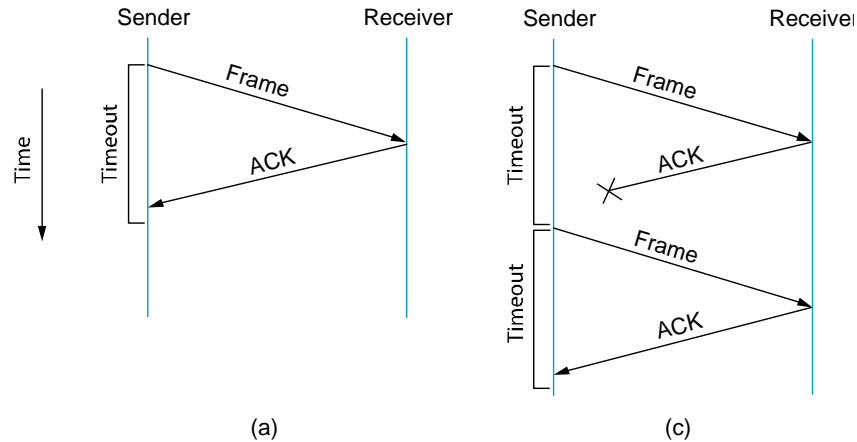 Sender
Receiver
Time
Timeout
Frame
ACK
(a)
Sender
Receiver
Timeout
Frame
ACK
Timeout
Frame
ACK
(c)